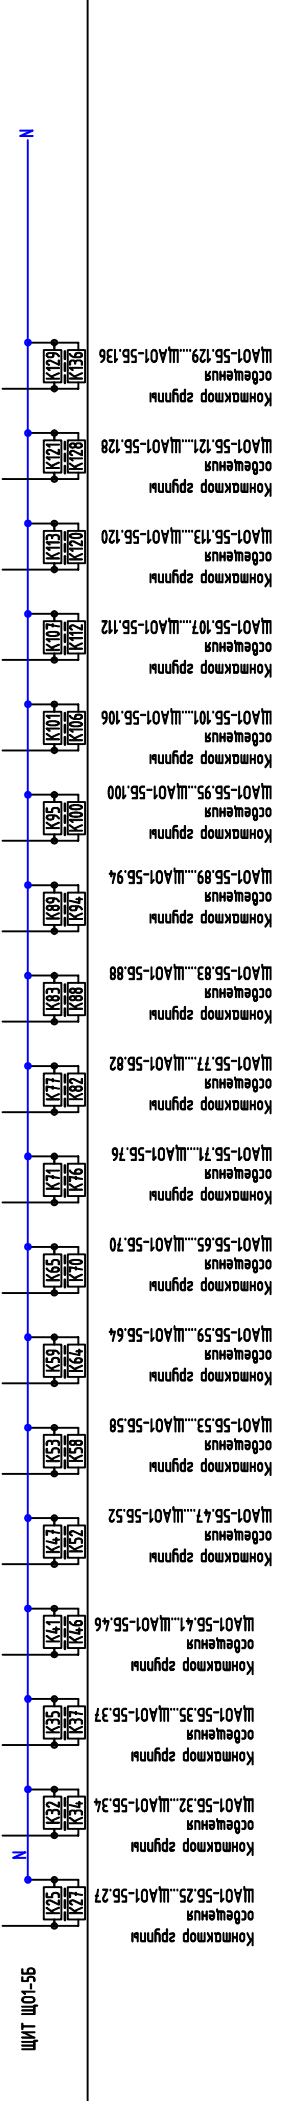 N
K129
K136
Контактор группы
освещения
ЩАО1-5Б.129....ЩАО1-5Б.136
K121
K128
Контактор группы
освещения
ЩАО1-5Б.121....ЩАО1-5Б.128
K113
K120
Контактор группы
освещения
ЩАО1-5Б.113....ЩАО1-5Б.120
K107
K112
Контактор группы
освещения
ЩАО1-5Б.107....ЩАО1-5Б.112
K101
K106
Контактор группы
освещения
ЩАО1-5Б.101....ЩАО1-5Б.106
K95
K100
Контактор группы
освещения
ЩАО1-5Б.95...ЩАО1-5Б.100
K89
K94
Контактор группы
освещения
ЩАО1-5Б.89....ЩАО1-5Б.94
K83
K88
Контактор группы
освещения
ЩАО1-5Б.83....ЩАО1-5Б.88
K77
K82
Контактор группы
освещения
ЩАО1-5Б.77....ЩАО1-5Б.82
K71
K76
Контактор группы
освещения
ЩАО1-5Б.71....ЩАО1-5Б.76
K65
K70
Контактор группы
освещения
ЩАО1-5Б.65....ЩАО1-5Б.70
K59
K64
Контактор группы
освещения
ЩАО1-5Б.59....ЩАО1-5Б.64
K53
K58
Контактор группы
освещения
ЩАО1-5Б.53....ЩАО1-5Б.58
K47
K52
Контактор группы
освещения
ЩАО1-5Б.47....ЩАО1-5Б.52
K41
K46
Контактор группы
освещения
ЩАО1-5Б.41...ЩАО1-5Б.46
K35
K37
Контактор группы
освещения
ЩАО1-5Б.35...ЩАО1-5Б.37
K32
K34
Контактор группы
освещения
ЩАО1-5Б.32...ЩАО1-5Б.34
N
K25
K27
Контактор группы
освещения
ЩАО1-5Б.25...ЩАО1-5Б.27
ЩИТ ЩО1-5Б